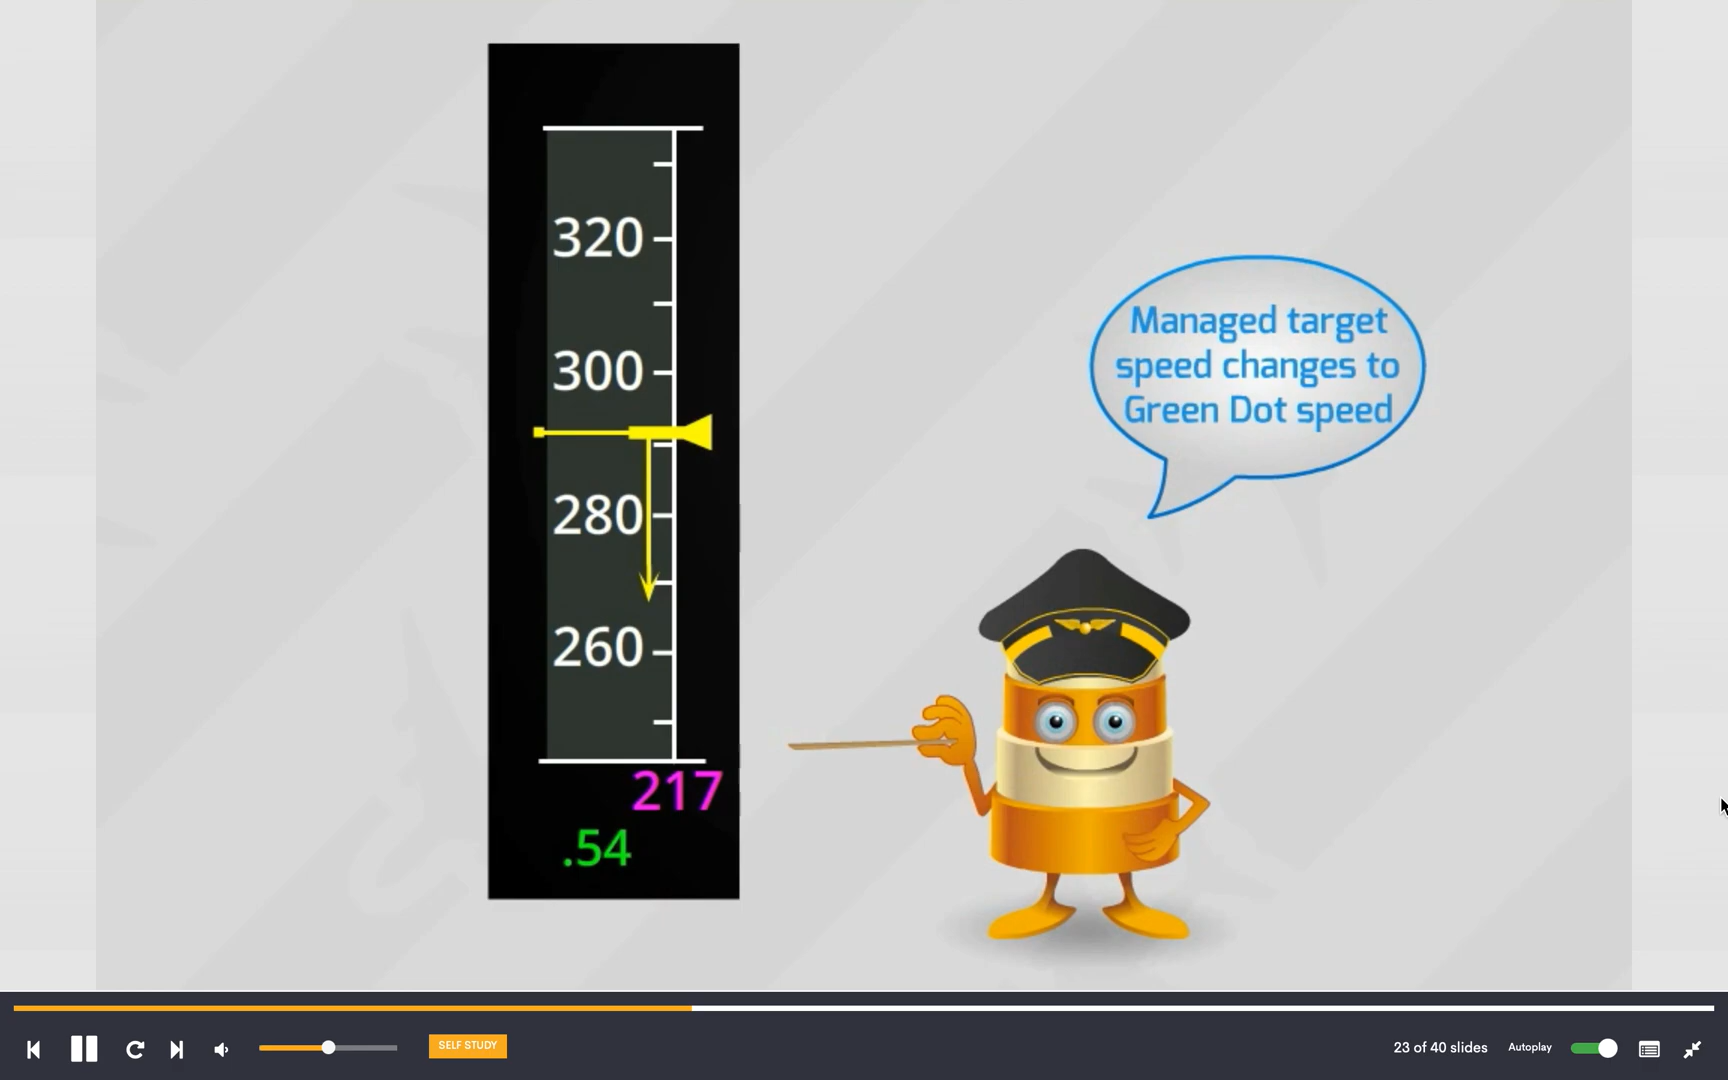 320
300
280
260
217
.54
Managed target
speed changes to
Green Dot speed
SELF STUDY
23 of 40 slides
Autoplay